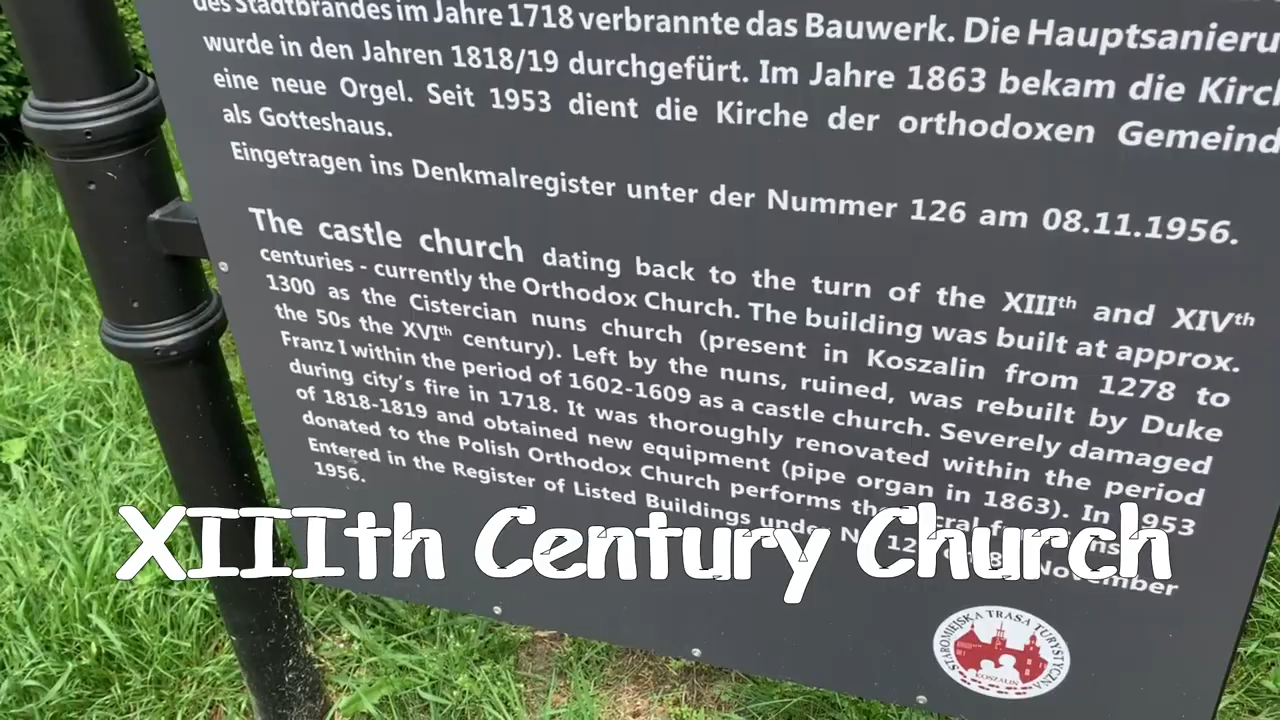 des Stadtbrandes im Jahre 1718 verbrannte das Bauwerk. Die Hauptsanieru
wurde in den Jahren 1818/19 durchgefürt. Im Jahre 1863 bekam die Kirch
eine neue Orgel. Seit 1953 dient die Kirche der orthodoxen Gemeind
als Gotteshaus.
Eingetragen ins Denkmalregister unter der Nummer 126 am 08.11.1956.
The castle church dating back to the turn of the XIIIth and XIVth
centuries - currently the Orthodox Church. The building was built at approx.
1300 as the Cistercian nuns church (present in Koszalin from 1278 to
the 50s the XVIth century). Left by the nuns, ruined, was rebuilt by Duke
Franz I within the period of 1602-1609 as a castle church. Severely damaged
during city's fire in 1718. It was thoroughly renovated within the period
of 1818-1819 and obtained new equipment (pipe organ in 1863). In 1953
donated to the Polish Orthodox Church performs the
Entered in the Register of Listed Buildings under November
1956.
XIIIth Century Church
STAROMIEJSKA TRASA TURYSTYCZNA
KOSZALIN